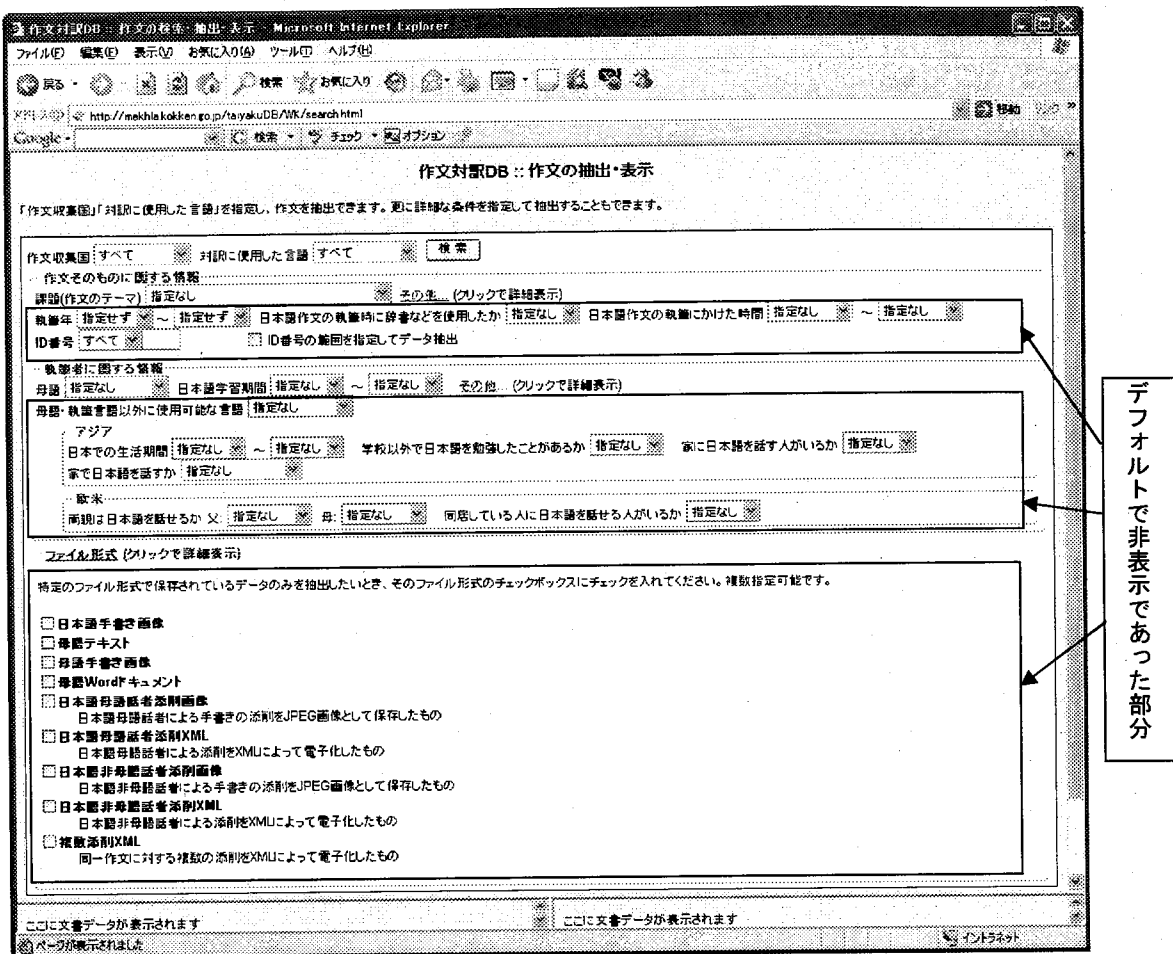 作文対訳DB :: 作文の検索・抽出・表示 - Microsoft Internet Explorer
ファイル(F) 編集(E) 表示(V) お気に入り(A) ツール(T) ヘルプ(H)
戻る 検索 お気に入り
アドレス(D) http://mekhla.kokken.go.jp/taiyakuDB/WK/search.html 移動 リンク »
Google 検索 チェック オプション
作文対訳DB :: 作文の抽出・表示
「作文収集国」「対訳に使用した言語」を指定し、作文を抽出できます。更に詳細な条件を指定して抽出することもできます。
作文収集国 すべて 対訳に使用した言語 すべて 検索
作文そのものに関する情報
課題(作文のテーマ) 指定なし その他... (クリックで詳細表示)
執筆年 指定せず ～ 指定せず 日本語作文の執筆時に辞書などを使用したか 指定なし 日本語作文の執筆にかけた時間 指定なし ～ 指定なし
ID番号 すべて ID番号の範囲を指定してデータ抽出
執筆者に関する情報
母語 指定なし 日本語学習期間 指定なし ～ 指定なし その他... (クリックで詳細表示)
母語・執筆言語以外に使用可能な言語 指定なし
アジア
日本での生活期間 指定なし ～ 指定なし 学校以外で日本語を勉強したことがあるか 指定なし 家に日本語を話す人がいるか 指定なし
家で日本語を話すか 指定なし
欧米
両親は日本語を話せるか 父: 指定なし 母: 指定なし 同居している人に日本語を話せる人がいるか 指定なし
ファイル形式 (クリックで詳細表示)
特定のファイル形式で保存されているデータのみを抽出したいとき、そのファイル形式のチェックボックスにチェックを入れてください。複数指定可能です。
日本語手書き画像
母語テキスト
母語手書き画像
母語Wordドキュメント
日本語母語話者添削画像
日本語母語話者による手書きの添削をJPEG画像として保存したもの
日本語母語話者添削XML
日本語母語話者による添削をXMLによって電子化したもの
日本語非母語話者添削画像
日本語非母語話者による手書きの添削をJPEG画像として保存したもの
日本語非母語話者添削XML
日本語非母語話者による添削をXMLによって電子化したもの
複数添削XML
同一作文に対する複数の添削をXMLによって電子化したもの
ここに文書データが表示されます ここに文書データが表示されます
ページが表示されました イントラネット
デフォルトで非表示であった部分